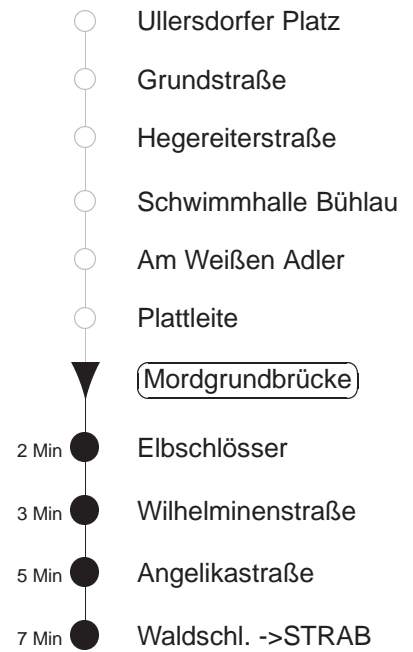 Ullersdorfer Platz
Grundstraße
Hegereiterstraße
Schwimmhalle Bühlau
Am Weißen Adler
Plattleite
Mordgrundbrücke
2 Min Elbschlösser
3 Min Wilhelminenstraße
5 Min Angelikastraße
7 Min Waldschl. ->STRAB